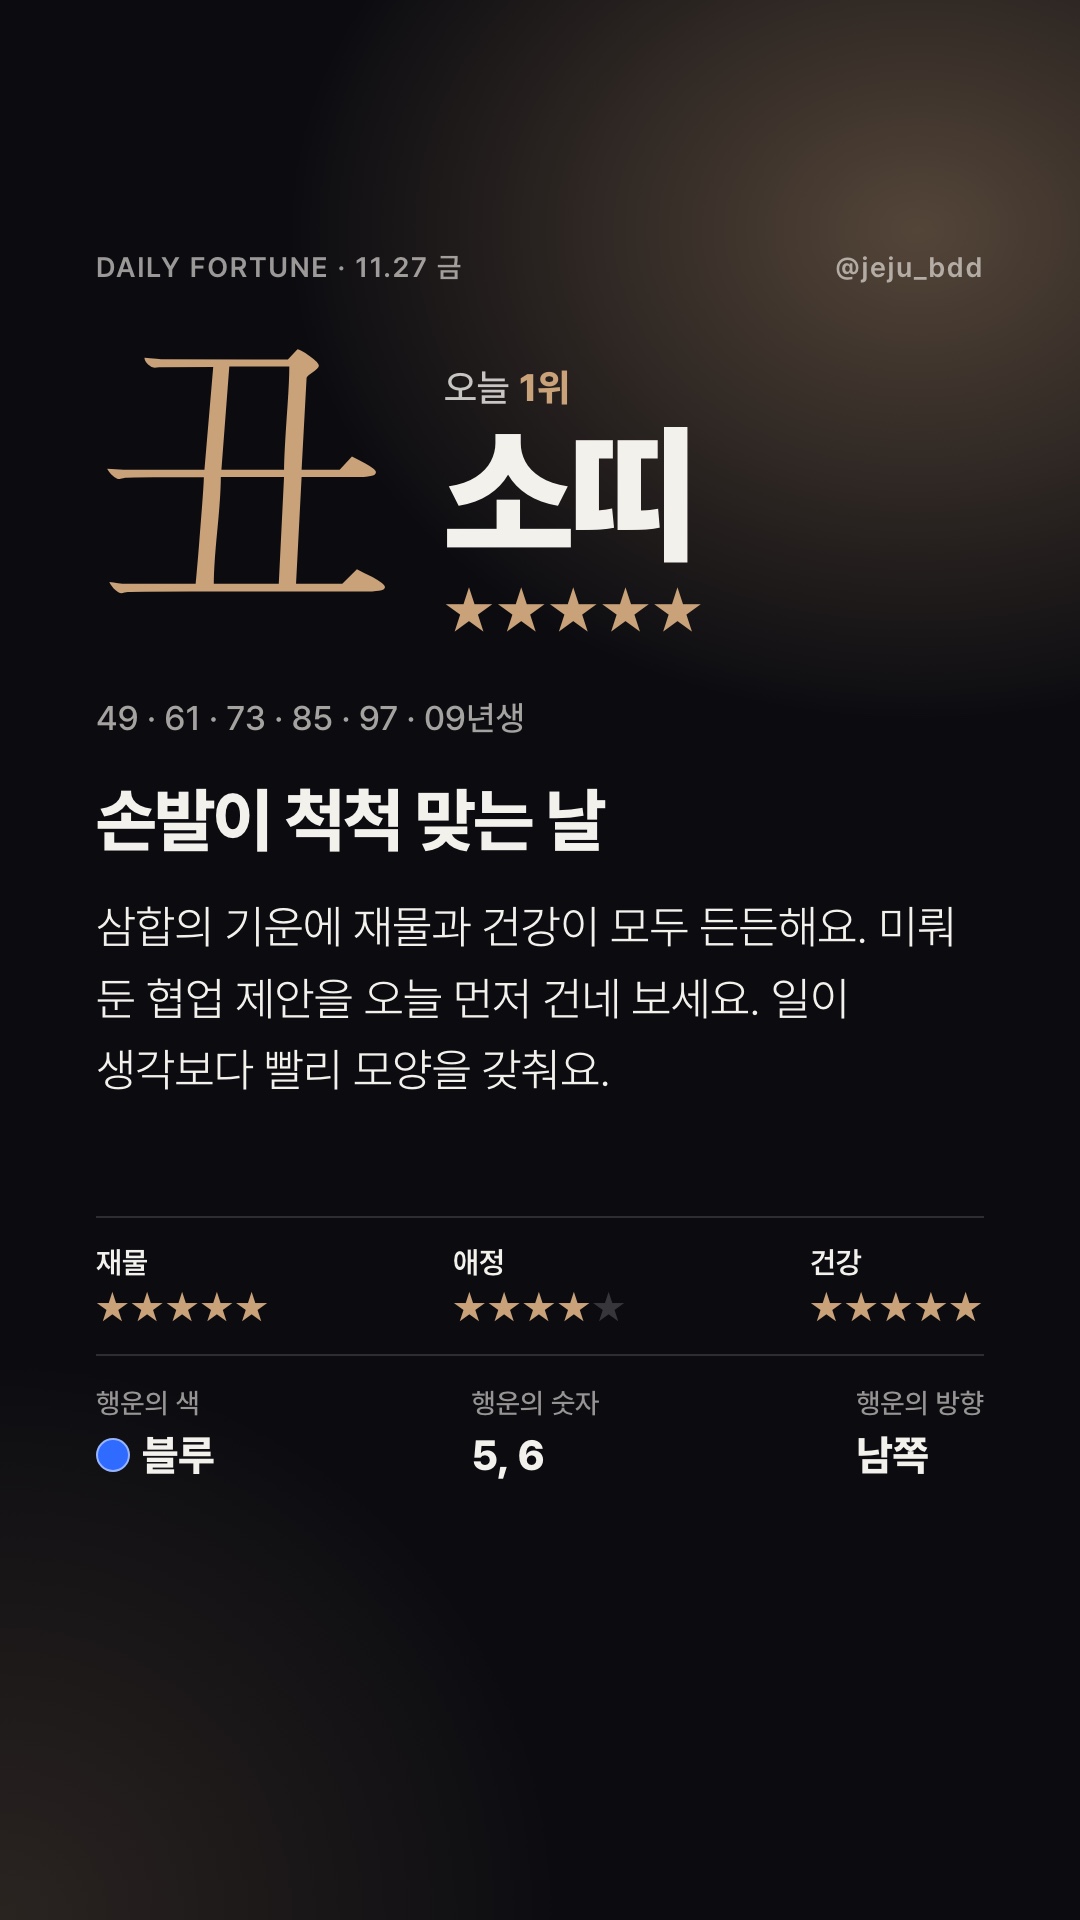 DAILY FORTUNE · 11.27 금
@jeju_bdd
丑
오늘 1위
소띠
★★★★★
49 · 61 · 73 · 85 · 97 · 09년생
손발이 척척 맞는 날
삼합의 기운에 재물과 건강이 모두 든든해요. 미뤄
둔 협업 제안을 오늘 먼저 건네 보세요. 일이
생각보다 빨리 모양을 갖춰요.
재물
★★★★★
애정
★★★★★
건강
★★★★★
행운의 색
블루
행운의 숫자
5, 6
행운의 방향
남쪽